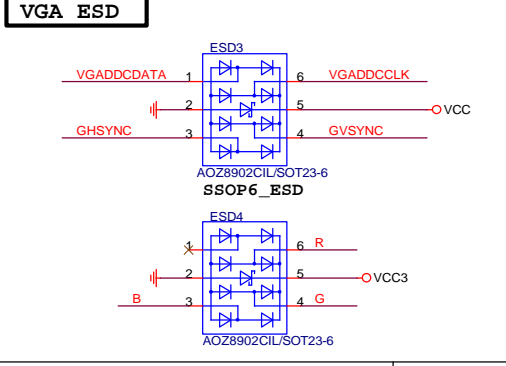 VGA ESD
ESD3
VGADDCDATA 1 6 VGADDCCLK
2 5 VCC
GHSYNC 3 4 GVSYNC
AOZ8902CIL/SOT23-6
SSOP6_ESD
ESD4
1 6 R
2 5 VCC3
B 3 4 G
AOZ8902CIL/SOT23-6